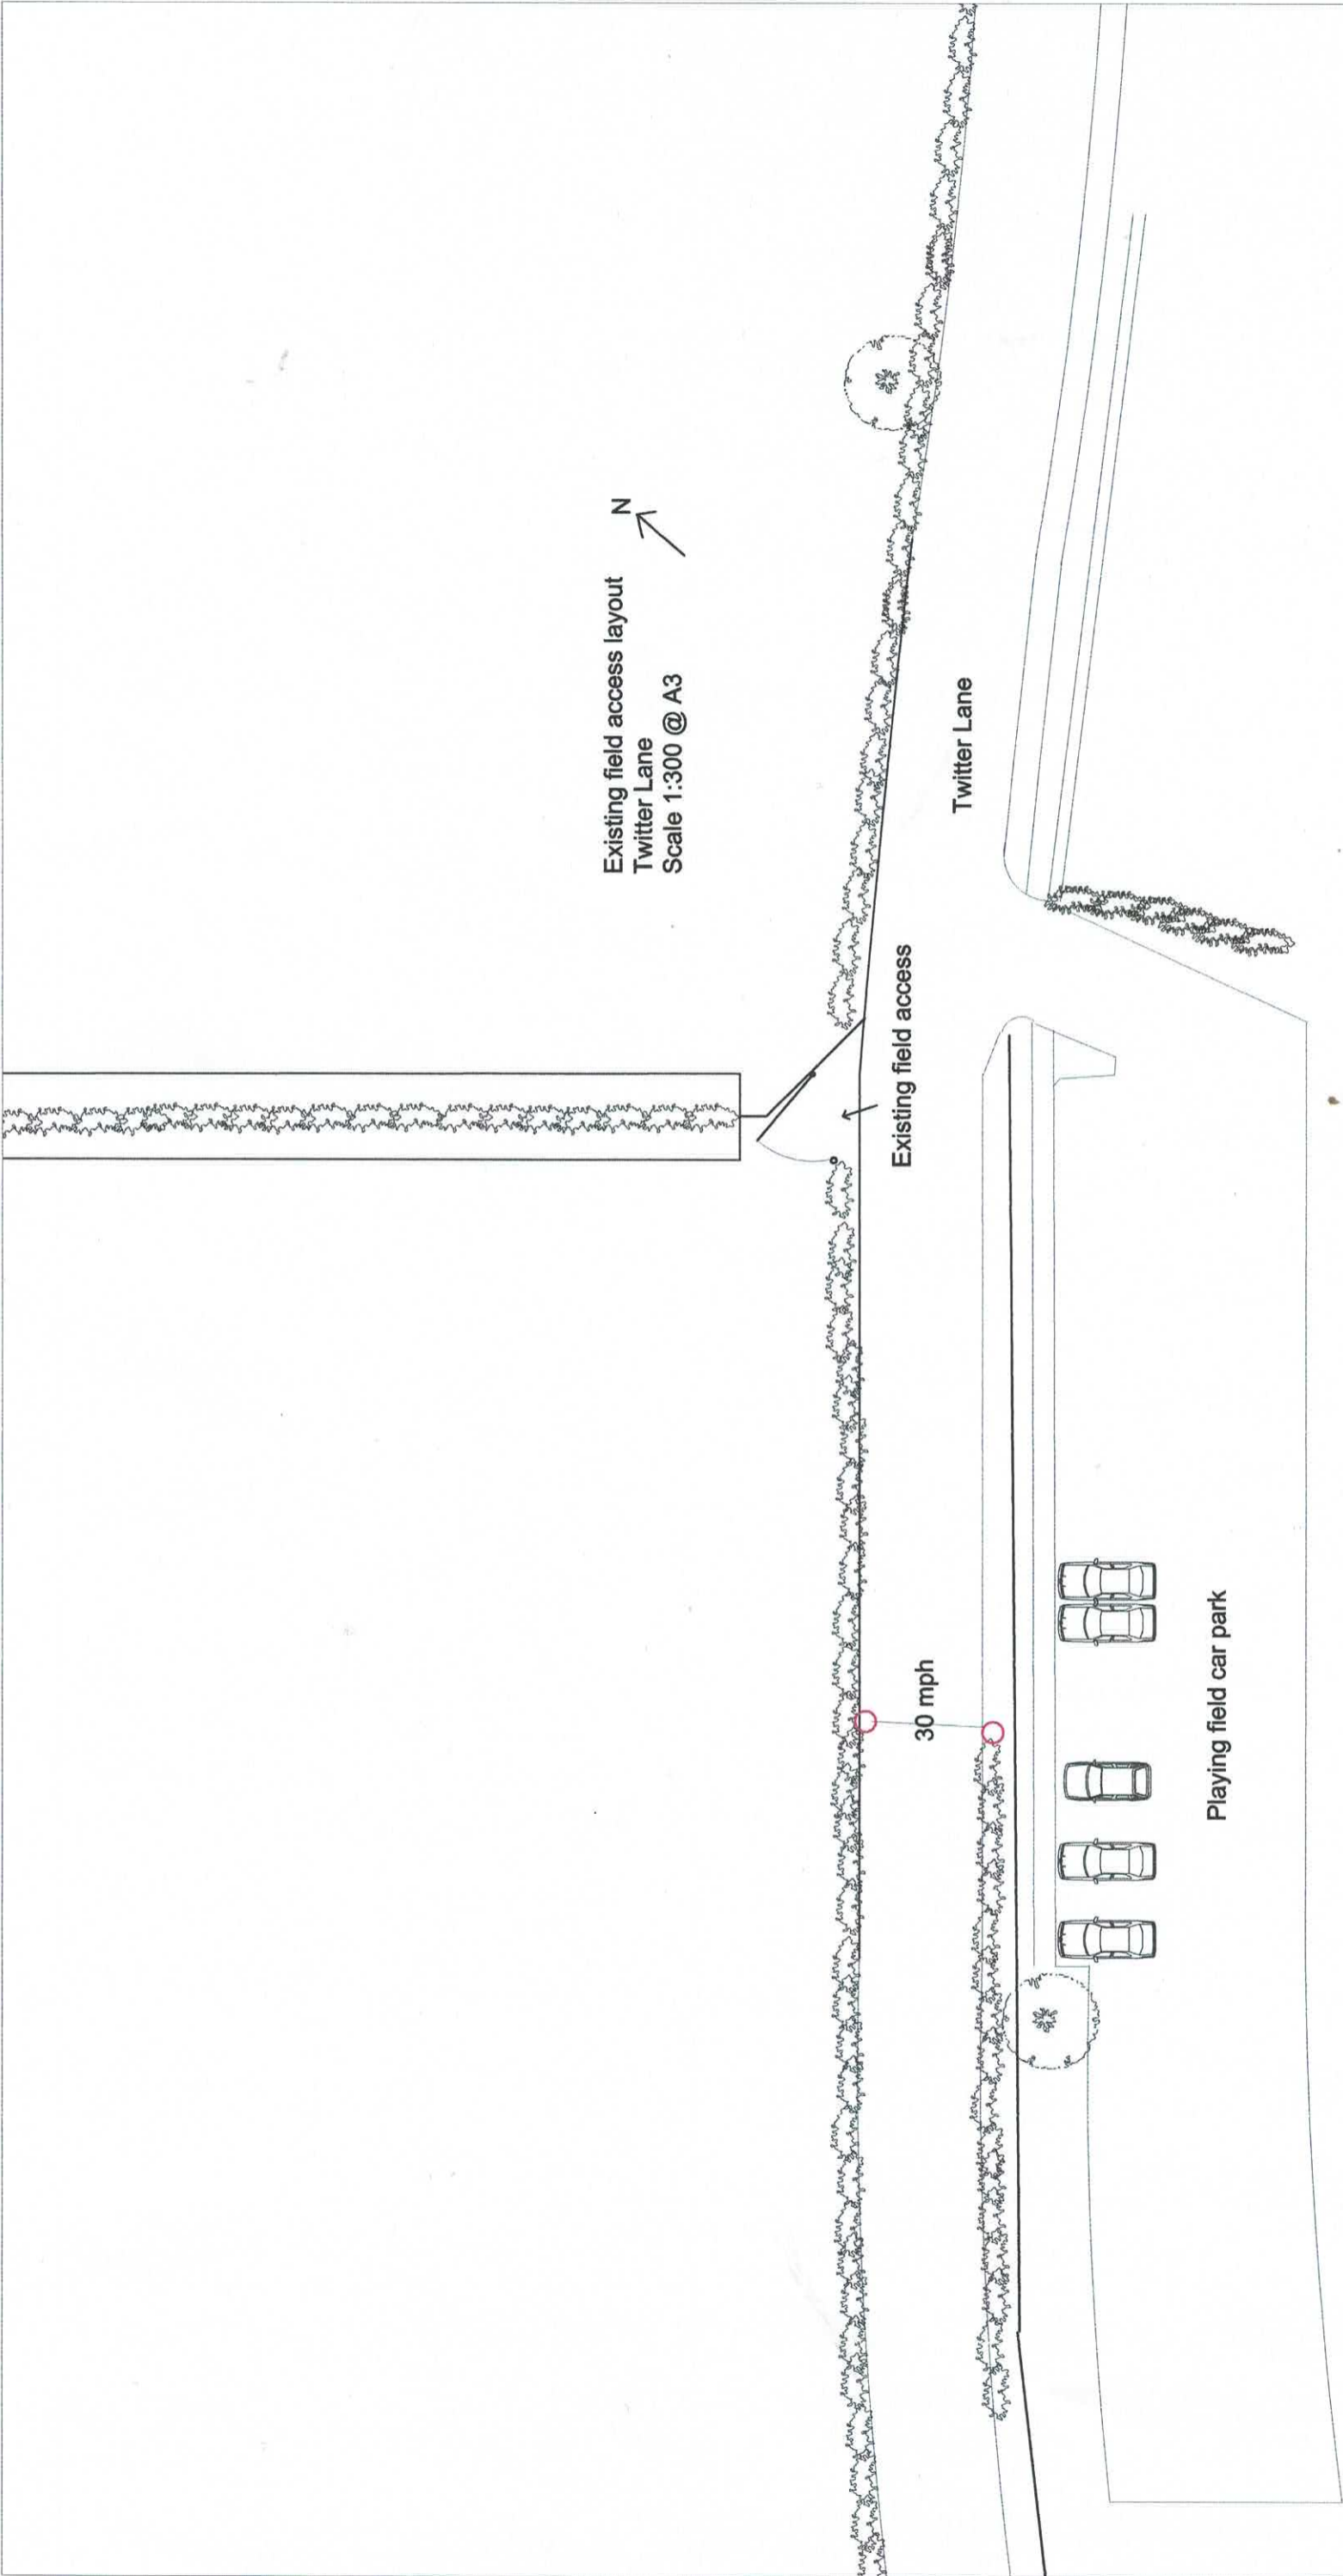 Existing field access layout
Twitter Lane
Scale 1:300 @ A3
N
Twitter Lane
Existing field access
30 mph
Playing field car park